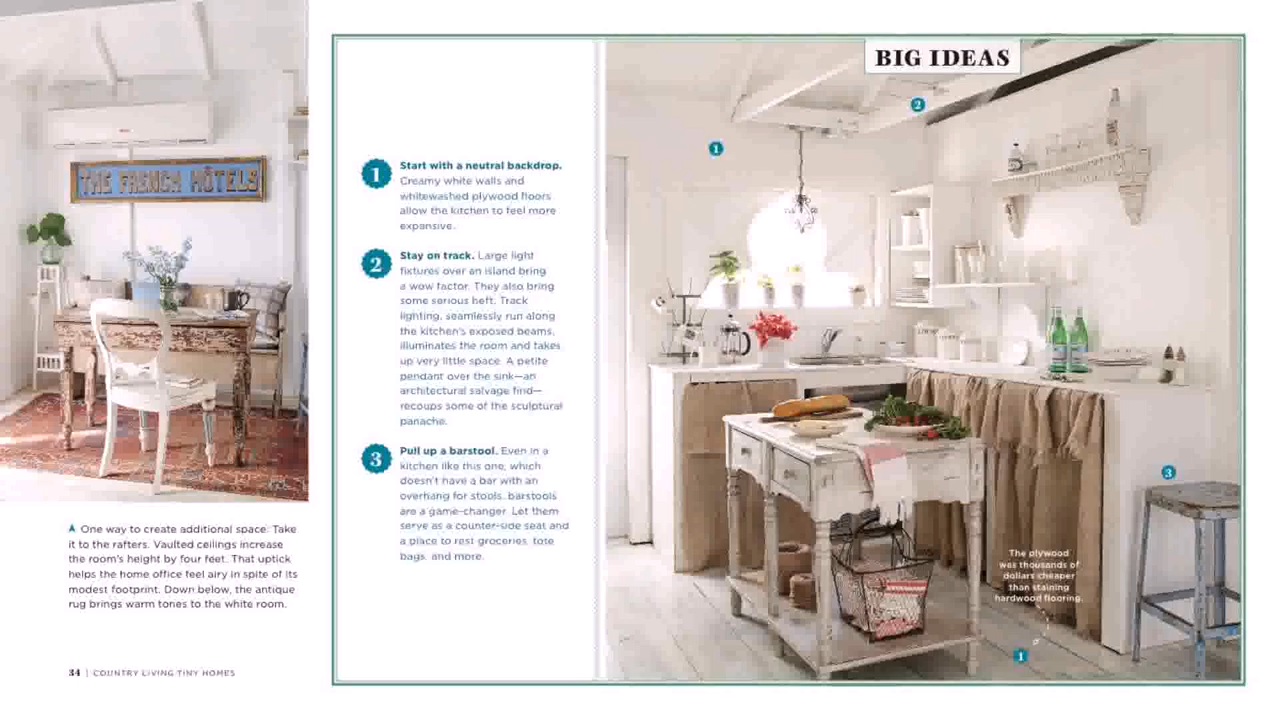 THE FRENCH HÔTELS
One way to create additional space: Take
it to the rafters. Vaulted ceilings increase
the room's height by four feet. That uptick
helps the home office feel airy in spite of its
modest footprint. Down below, the antique
rug brings warm tones to the white room.
34 | COUNTRY LIVING TINY HOMES
1
Start with a neutral backdrop.
Creamy white walls and
whitewashed plywood floors
allow the kitchen to feel more
expansive.
2
Stay on track. Large light
fixtures over an island bring
a wow factor. They also bring
some serious heft. Track
lighting, seamlessly run along
the kitchen's exposed beams,
illuminates the room and takes
up very little space. A petite
pendant over the sink—an
architectural salvage find—
recoups some of the sculptural
panache.
3
Pull up a barstool. Even in a
kitchen like this one, which
doesn't have a bar with an
overhang for stools, barstools
are a game-changer. Let them
serve as a counter-side seat and
a place to rest groceries, tote
bags, and more.
BIG IDEAS
2
1
3
The plywood
was thousands of
dollars cheaper
than staining
hardwood flooring.
1